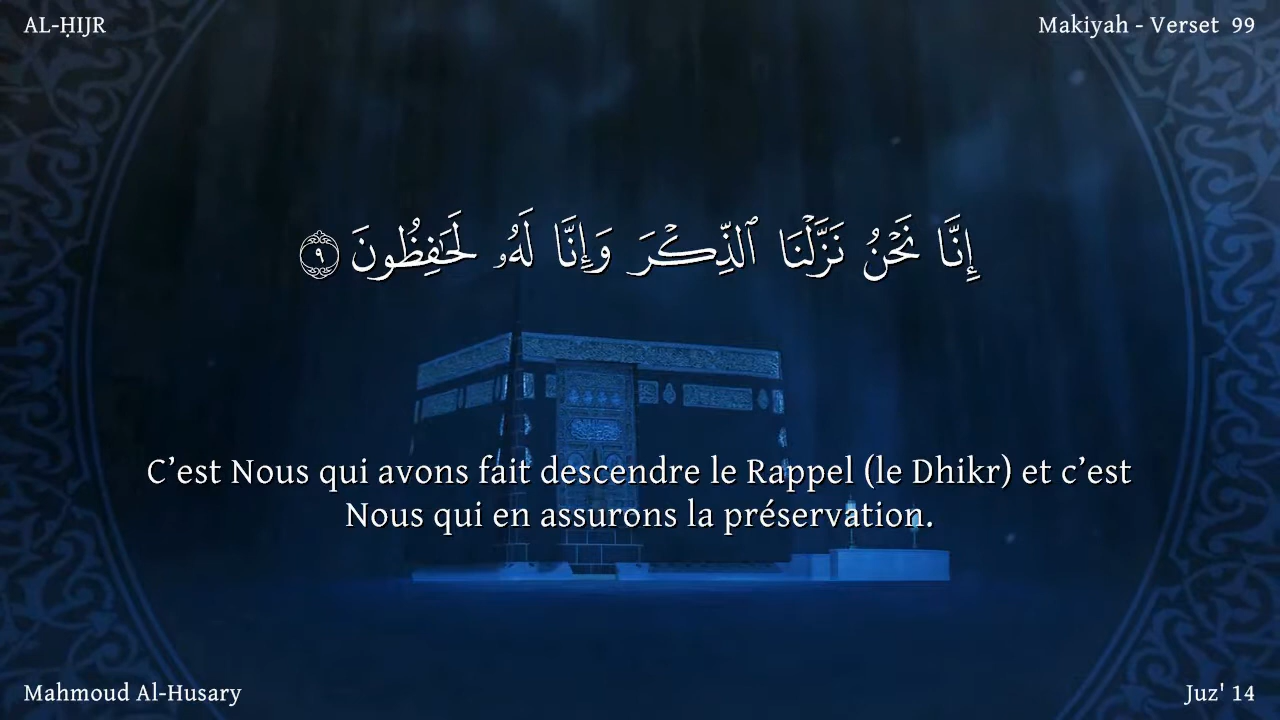 AL-ḤIJR
Makiyah - Verset 99
إِنَّا نَحْنُ نَزَّلْنَا ٱلذِّكْرَ وَإِنَّا لَهُۥ لَحَـٰفِظُونَ ٩
C’est Nous qui avons fait descendre le Rappel (le Dhikr) et c’est
Nous qui en assurons la préservation.
Mahmoud Al-Husary
Juz' 14